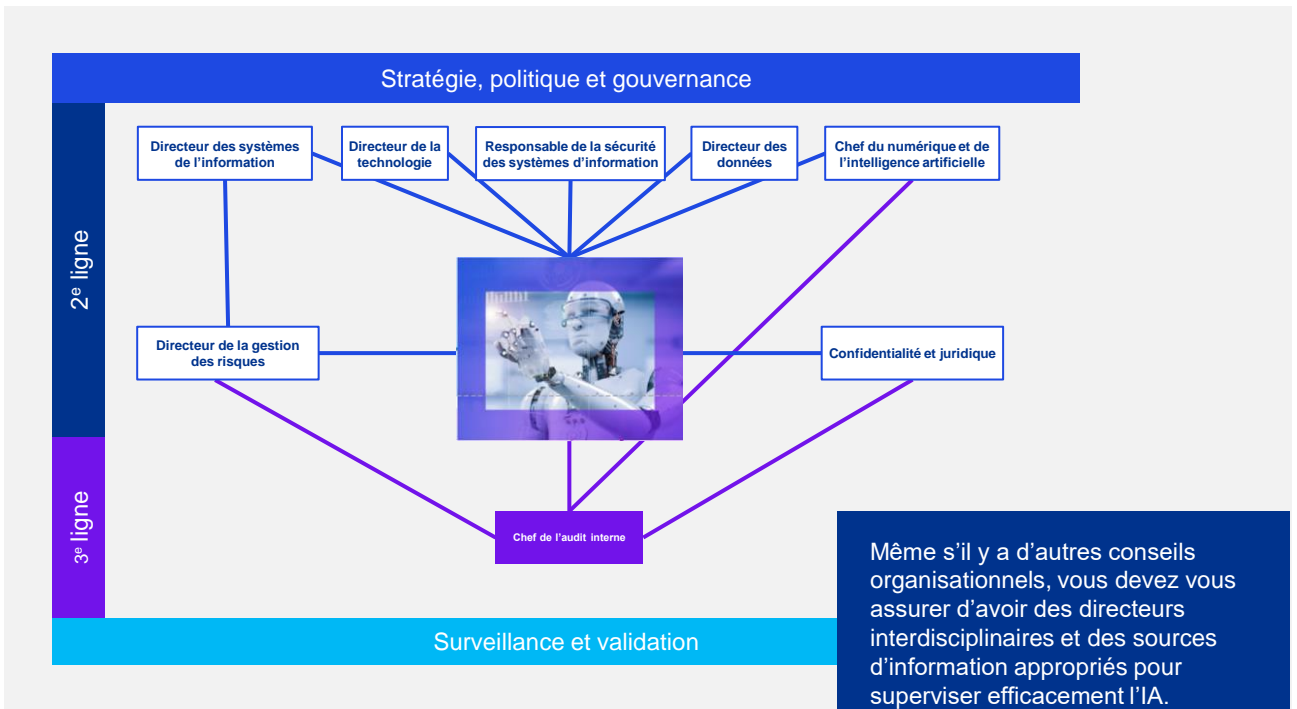 Stratégie, politique et gouvernance
Directeur des systèmes
de l’information
Directeur de la
technologie
Responsable de la sécurité
des systèmes d’information
Directeur des
données
Chef du numérique et de
l’intelligence artificielle
2e ligne
Directeur de la gestion
des risques
Confidentialité et juridique
3e ligne
Chef de l’audit interne
Surveillance et validation
Même s’il y a d’autres conseils
organisationnels, vous devez vous
assurer d’avoir des directeurs
interdisciplinaires et des sources
d’information appropriés pour
superviser efficacement l’IA.